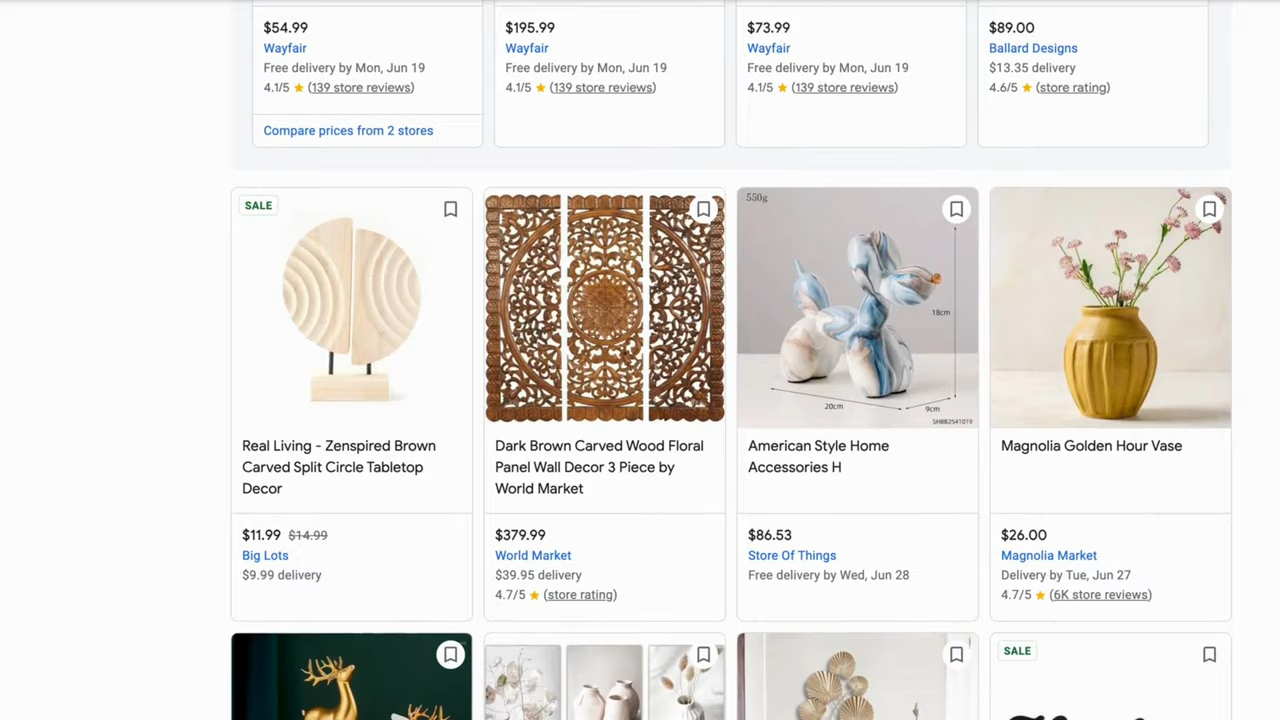 $54.99
Wayfair
Free delivery by Mon, Jun 19
4.1/5 ★ (139 store reviews)
Compare prices from 2 stores
$195.99
Wayfair
Free delivery by Mon, Jun 19
4.1/5 ★ (139 store reviews)
$73.99
Wayfair
Free delivery by Mon, Jun 19
4.1/5 ★ (139 store reviews)
$89.00
Ballard Designs
$13.35 delivery
4.6/5 ★ (store rating)
SALE
Real Living - Zenspired Brown
Carved Split Circle Tabletop
Decor
$11.99 $14.99
Big Lots
$9.99 delivery
Dark Brown Carved Wood Floral
Panel Wall Decor 3 Piece by
World Market
$379.99
World Market
$39.95 delivery
4.7/5 ★ (store rating)
550g
18cm
20cm
9cm
SHBB2541019
American Style Home
Accessories H
$86.53
Store Of Things
Free delivery by Wed, Jun 28
Magnolia Golden Hour Vase
$26.00
Magnolia Market
Delivery by Tue, Jun 27
4.7/5 ★ (6K store reviews)
SALE